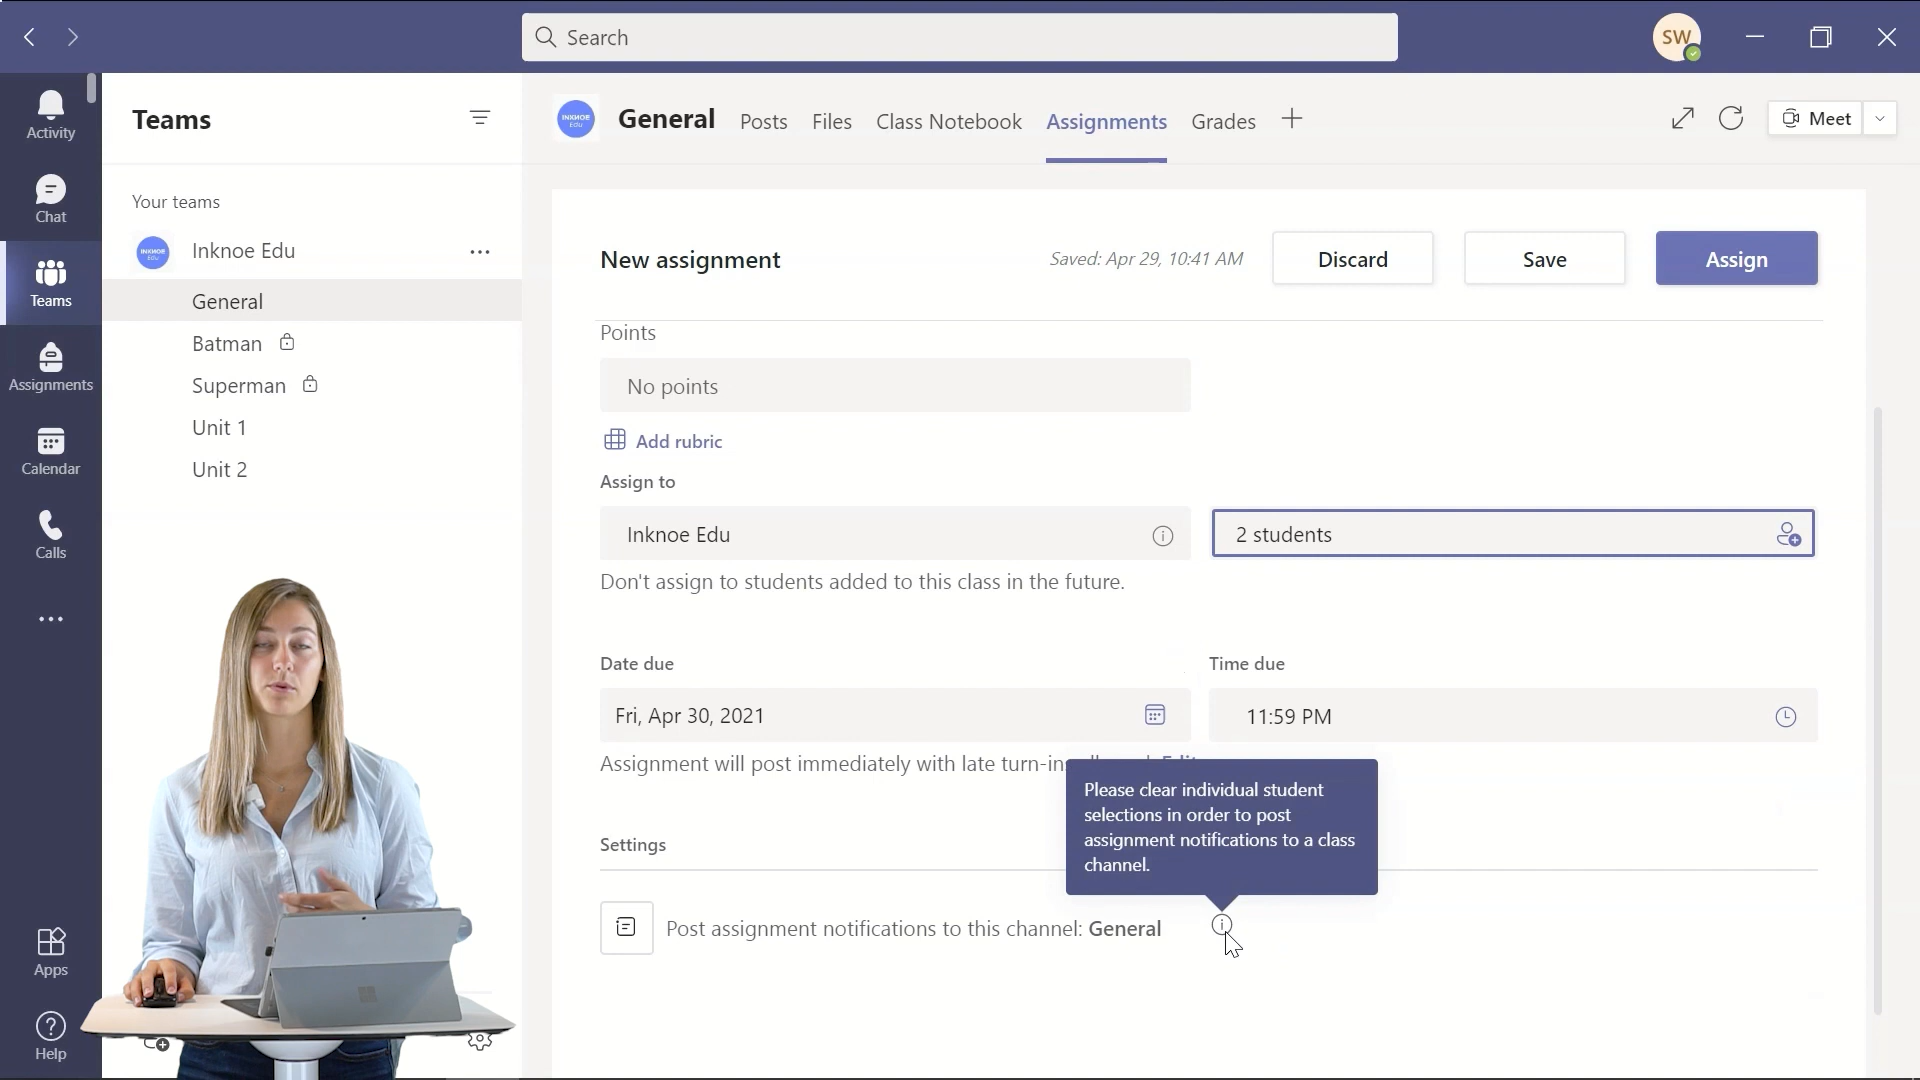 Search
SW
Activity
Chat
Teams
Assignments
Calendar
Calls
Apps
Help
Teams
Your teams
INKNOE
Edu
Inknoe Edu
General
Batman
Superman
Unit 1
Unit 2
INKNOE
Edu
General Posts Files Class Notebook Assignments Grades
Meet
New assignment
Saved: Apr 29, 10:41 AM
Discard
Save
Assign
Points
No points
Add rubric
Assign to
Inknoe Edu
2 students
Don't assign to students added to this class in the future.
Date due
Time due
Fri, Apr 30, 2021
11:59 PM
Assignment will post immediately with late turn-in
Please clear individual student
selections in order to post
assignment notifications to a class
channel.
Settings
Post assignment notifications to this channel: General